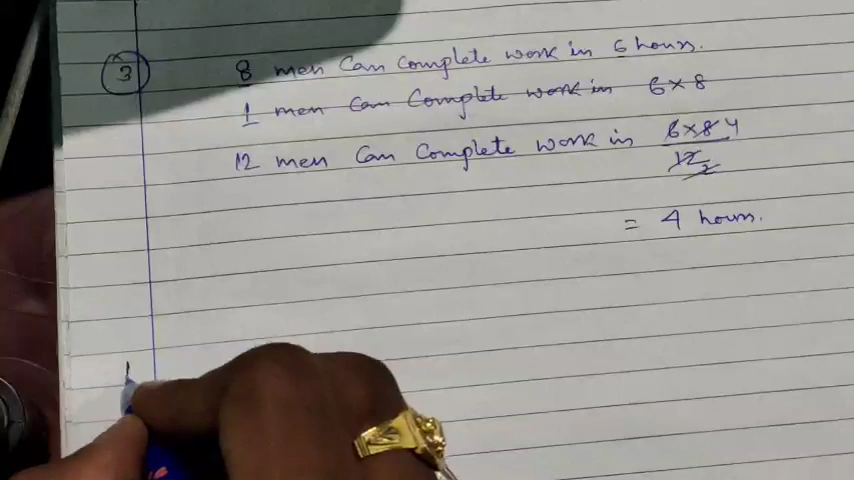 3 8 men Can Complete work in 6 hours.
1 men Can Complete work in 6×8
12 men Can Complete work in 6×8 4
12 2
= 4 hours.